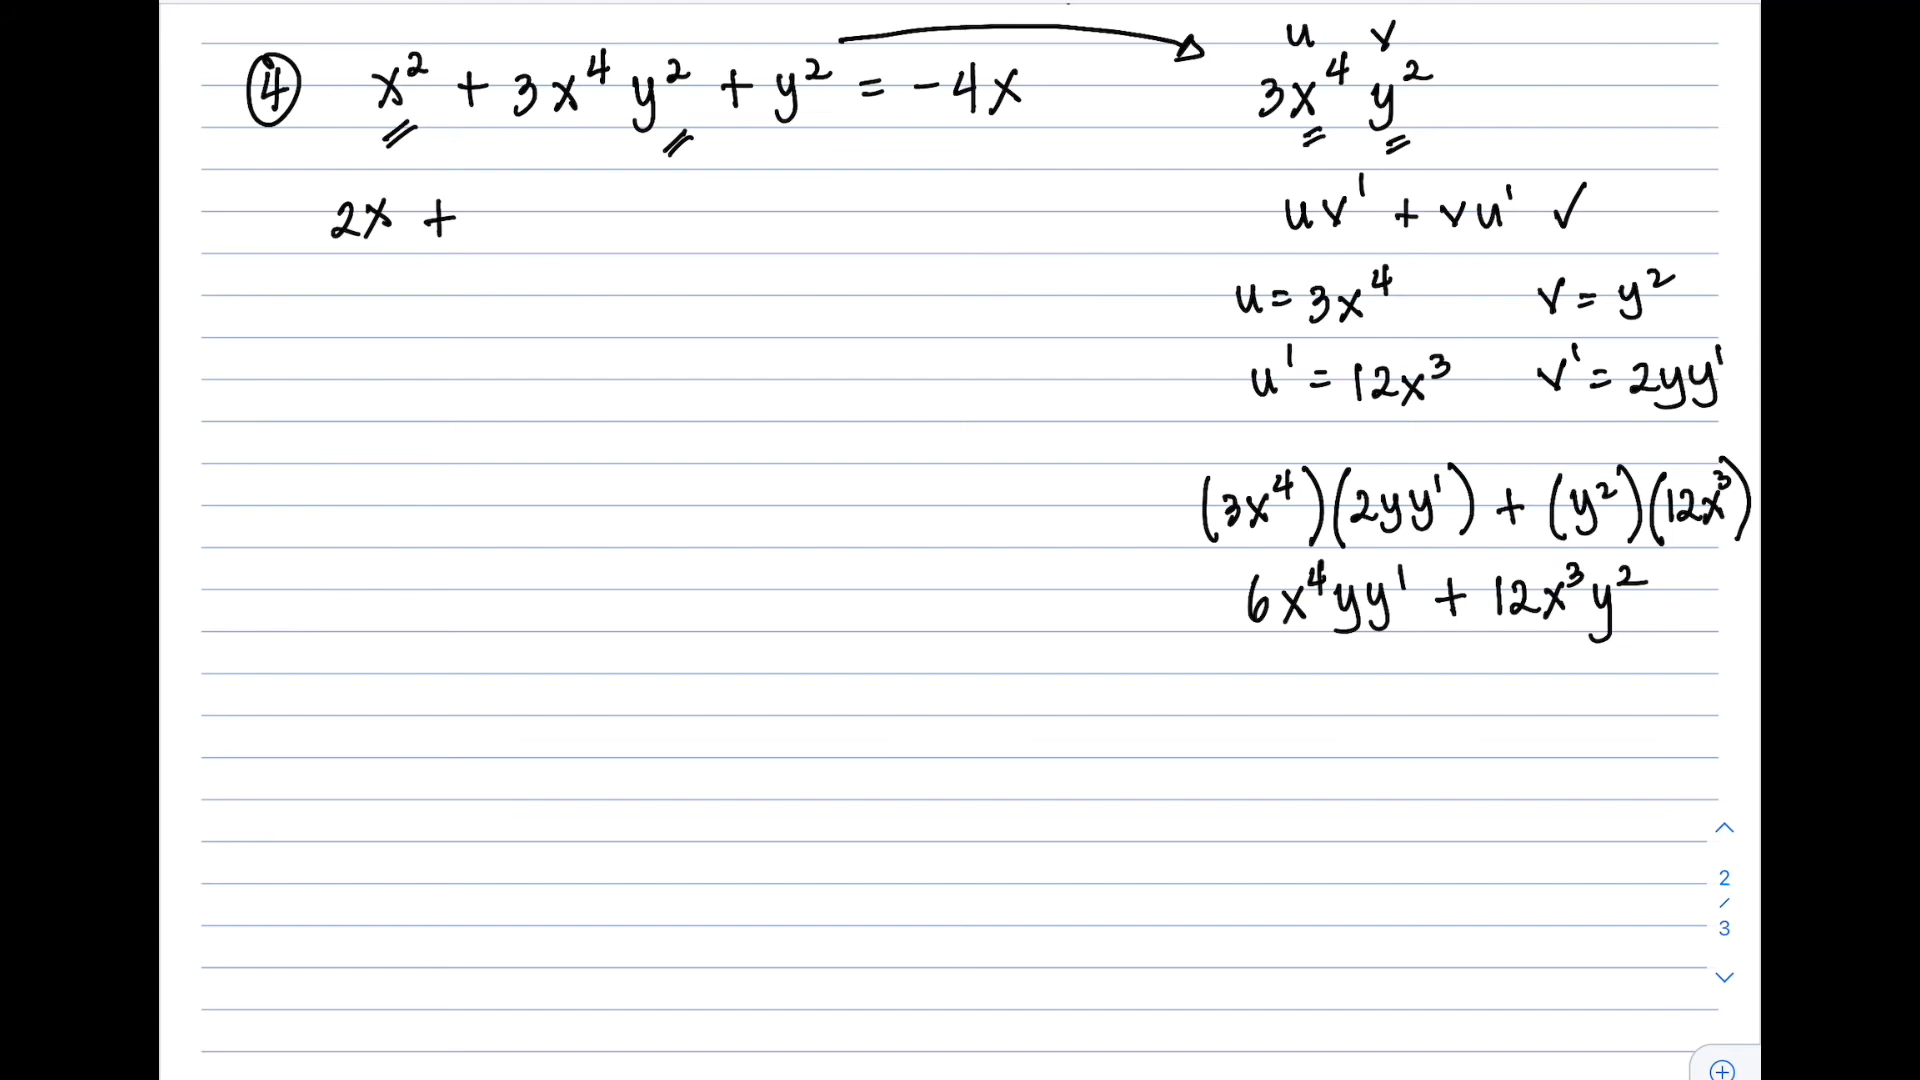 ④ x² + 3x⁴y² + y² = -4x
2x +
u v
3x⁴ y²
uv' + vu' ✓
u = 3x⁴ v = y²
u' = 12x³ v' = 2yy'
(3x⁴)(2yy') + (y²)(12x³)
6x⁴yy' + 12x³y²
2
/
3